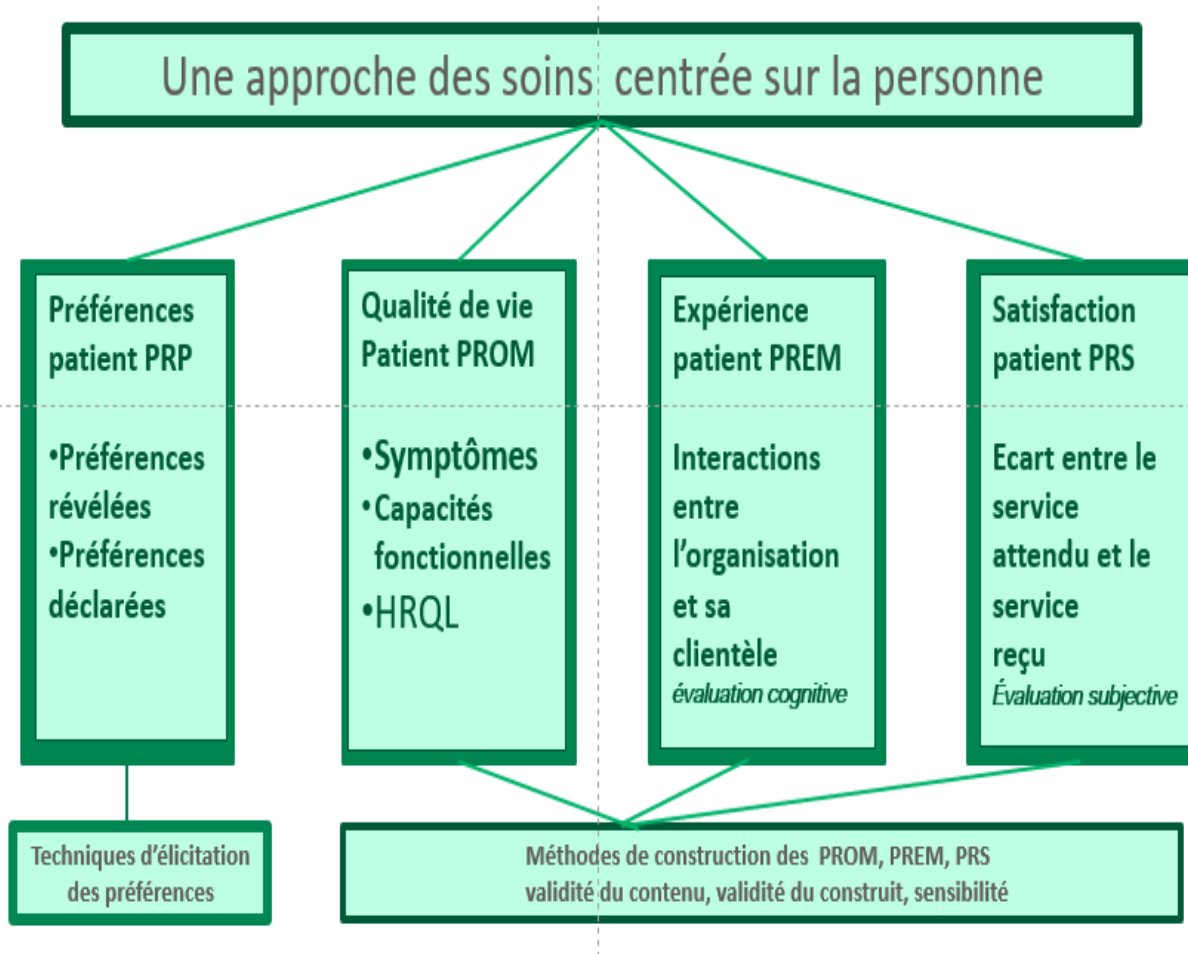 Une approche des soins centrée sur la personne
Préférences
patient PRP
•Préférences
révélées
•Préférences
déclarées
Qualité de vie
Patient PROM
•Symptômes
•Capacités
fonctionnelles
•HRQL
Expérience
patient PREM
Interactions
entre
l'organisation
et sa
clientèle
évaluation cognitive
Satisfaction
patient PRS
Ecart entre le
service
attendu et le
service
reçu
Évaluation subjective
Techniques d'élicitation
des préférences
Méthodes de construction des PROM, PREM, PRS
validité du contenu, validité du construit, sensibilité